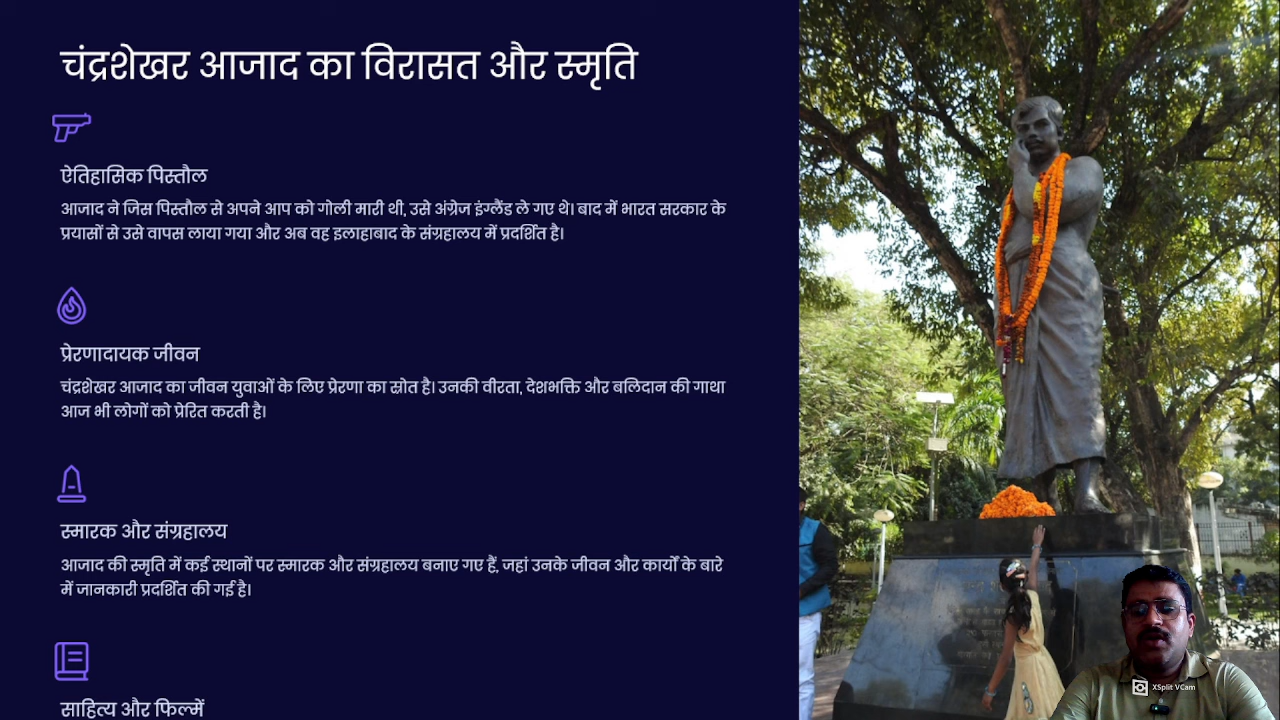 चंद्रशेखर आजाद का विरासत और स्मृति
ऐतिहासिक पिस्तौल
आजाद ने जिस पिस्तौल से अपने आप को गोली मारी थी, उसे अंग्रेज इंग्लैंड ले गए थे। बाद में भारत सरकार के
प्रयासों से उसे वापस लाया गया और अब वह इलाहाबाद के संग्रहालय में प्रदर्शित है।
प्रेरणादायक जीवन
चंद्रशेखर आजाद का जीवन युवाओं के लिए प्रेरणा का स्रोत है। उनकी वीरता, देशभक्ति और बलिदान की गाथा
आज भी लोगों को प्रेरित करती है।
स्मारक और संग्रहालय
आजाद की स्मृति में कई स्थानों पर स्मारक और संग्रहालय बनाए गए हैं, जहां उनके जीवन और कार्यों के बारे
में जानकारी प्रदर्शित की गई है।
साहित्य और फिल्में
XSplit VCam